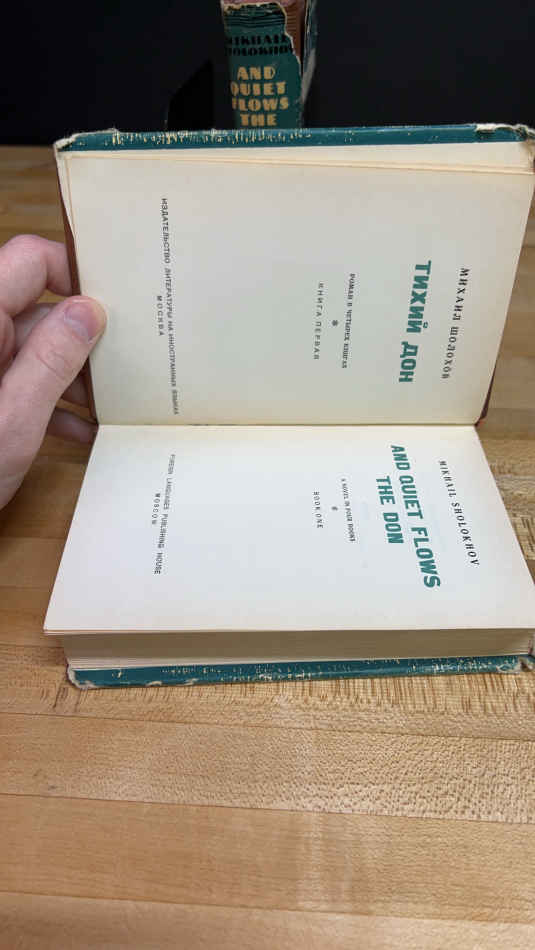 MIKHAIL
SHOLOKHOV
AND
QUIET
FLOWS
THE
МИХАИЛ ШОЛОХОВ
ТИХИЙ ДОН
РОМАН В ЧЕТЫРЕХ КНИГАХ
КНИГА ПЕРВАЯ
ИЗДАТЕЛЬСТВО ЛИТЕРАТУРЫ НА ИНОСТРАННЫХ ЯЗЫКАХ
МОСКВА
MIKHAIL SHOLOKHOV
AND QUIET FLOWS
THE DON
A NOVEL IN FOUR BOOKS
BOOK ONE
FOREIGN LANGUAGES PUBLISHING HOUSE
MOSCOW